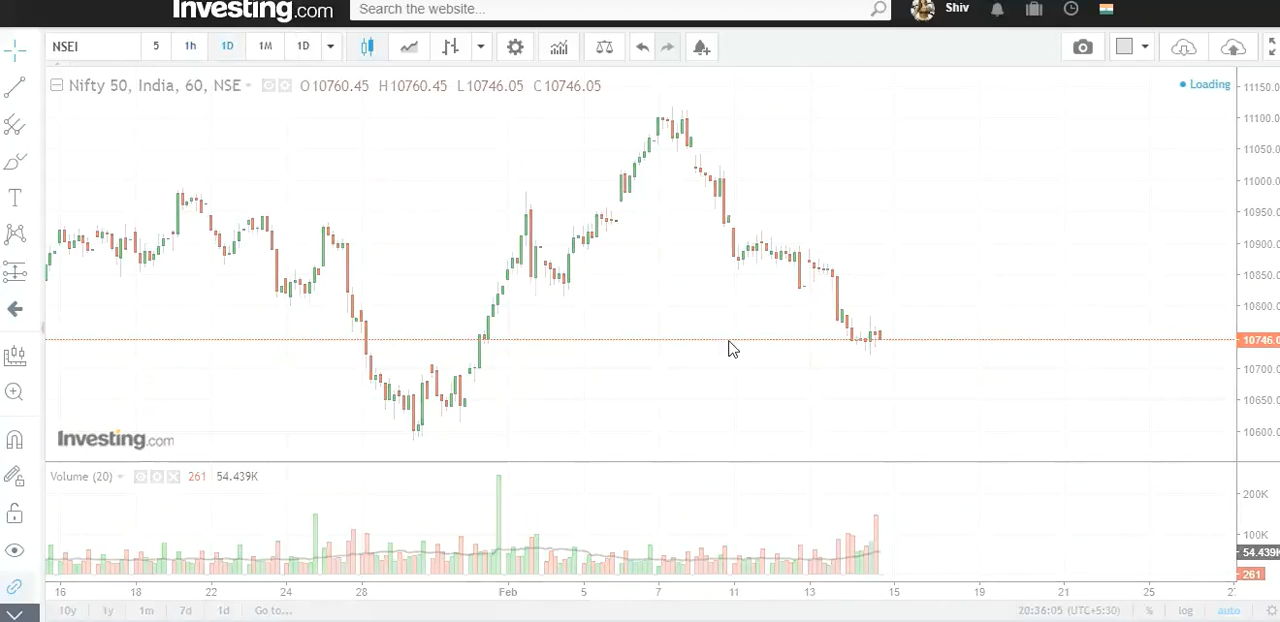 Investing.com Search the website... Shiv
NSEI 5 1h 1D 1M 1D
Nifty 50, India, 60, NSE O10760.45 H10760.45 L10746.05 C10746.05
Loading
11150.0
11100.0
11050.0
11000.0
10950.0
10900.0
10850.0
10800.0
10746.0
10700.0
10650.0
10600.0
Investing.com
Volume (20) 261 54.439K
200K
100K
54.439K
261
16 18 22 24 28 Feb 5 7 11 13 15 19 21 25
10y 1y 1m 7d 1d Go to... 20:36:05 (UTC+5:30) % log auto